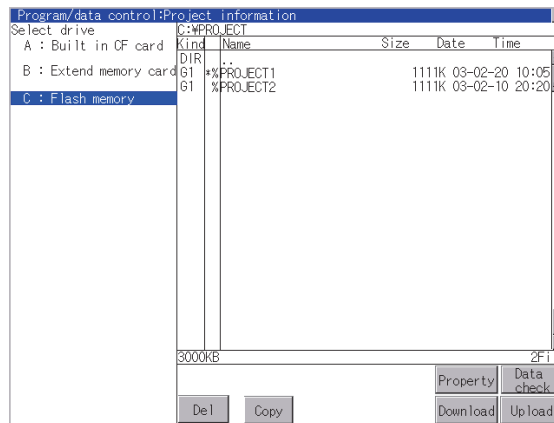 Program/data control:Project information
Select drive
A : Built in CF card
B : Extend memory card
C : Flash memory
C:¥PROJECT
Kind Name Size Date Time
DIR ..
G1 *%PROJECT1 1111K 03-02-20 10:05
G1 %PROJECT2 1111K 03-02-10 20:20
3000KB 2Fi
Property Data check
Del Copy Download Upload